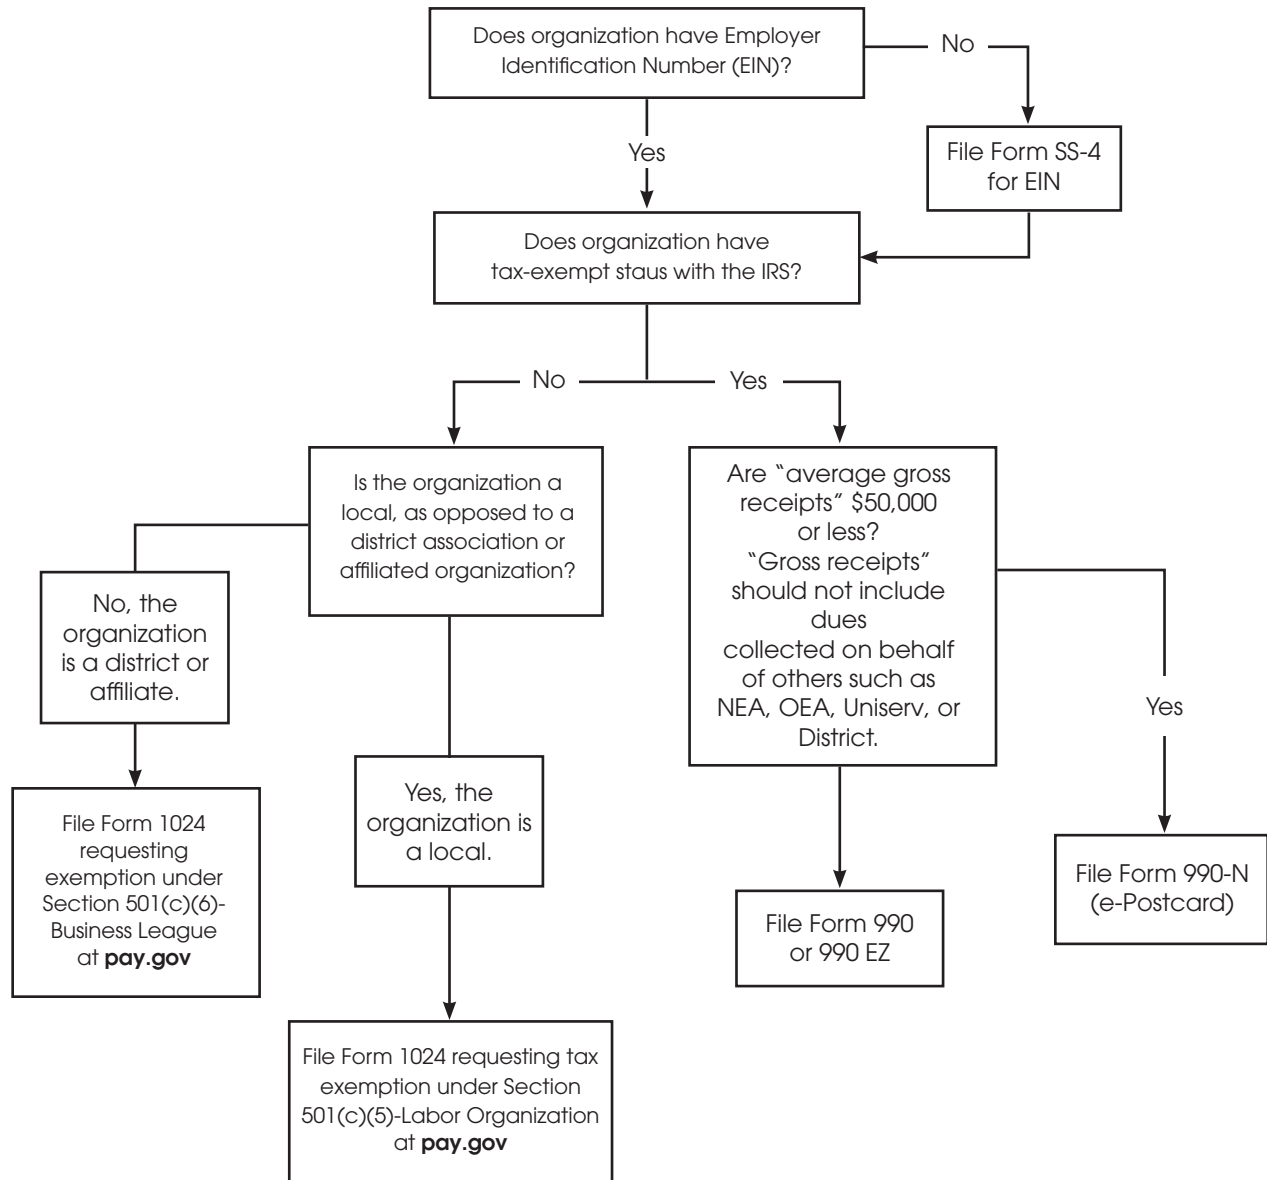 Does organization have Employer
Identification Number (EIN)?
No
File Form SS-4
for EIN
Yes
Does organization have
tax-exempt staus with the IRS?
No
Yes
Is the organization a
local, as opposed to a
district association or
affiliated organization?
No, the
organization
is a district or
affiliate.
File Form 1024
requesting
exemption under
Section 501(c)(6)-
Business League
at pay.gov
Yes, the
organization is
a local.
File Form 1024 requesting tax
exemption under Section
501(c)(5)-Labor Organization
at pay.gov
Are “average gross
receipts” $50,000
or less?
“Gross receipts”
should not include
dues
collected on behalf
of others such as
NEA, OEA, Uniserv, or
District.
File Form 990
or 990 EZ
Yes
File Form 990-N
(e-Postcard)